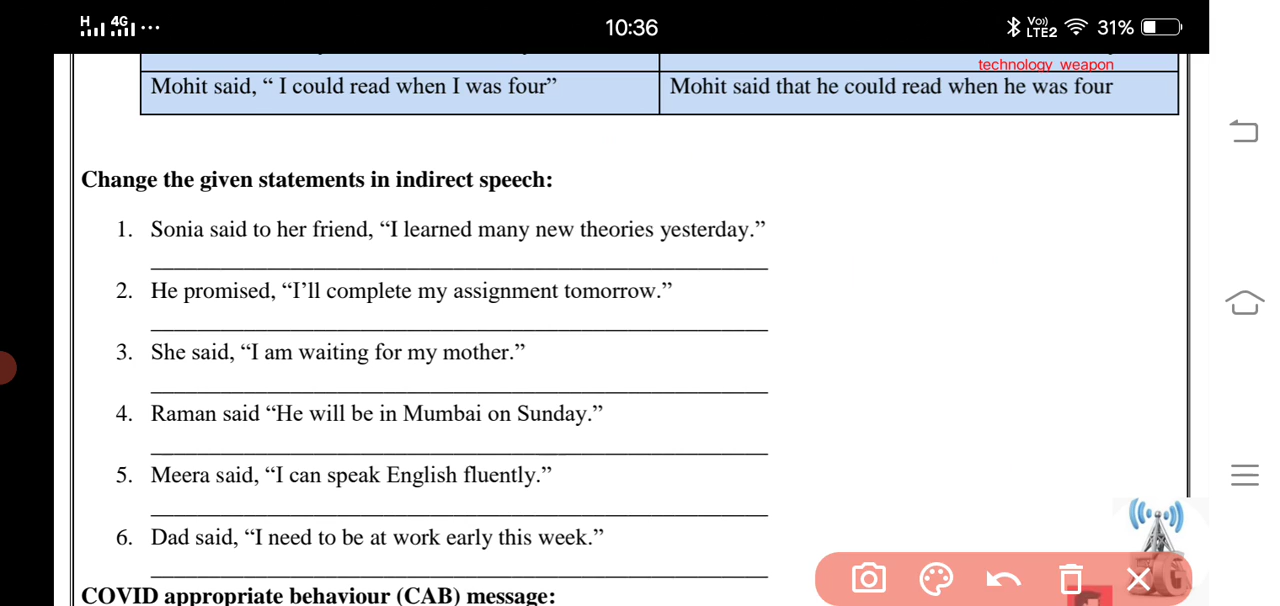 H 4G 10:36 Vo)) LTE2 31%
technology weapon
Mohit said, “ I could read when I was four” Mohit said that he could read when he was four
Change the given statements in indirect speech:
1. Sonia said to her friend, “I learned many new theories yesterday.”
2. He promised, “I’ll complete my assignment tomorrow.”
3. She said, “I am waiting for my mother.”
4. Raman said “He will be in Mumbai on Sunday.”
5. Meera said, “I can speak English fluently.”
6. Dad said, “I need to be at work early this week.”
COVID appropriate behaviour (CAB) message: